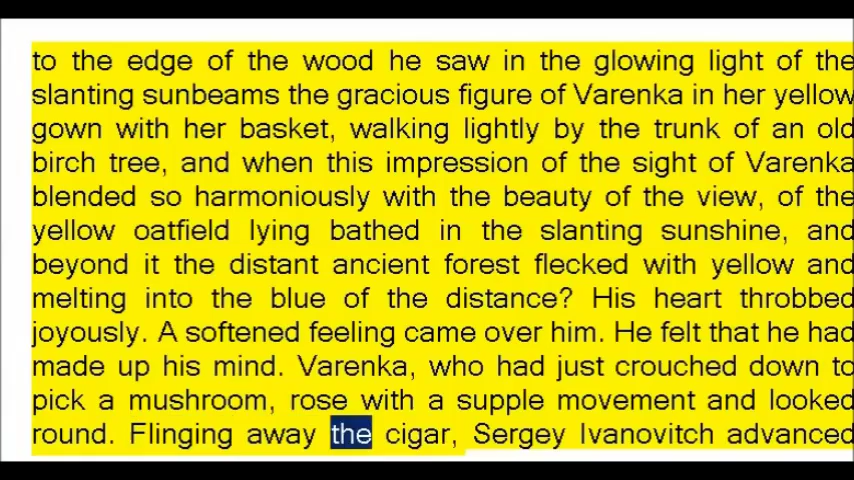 to the edge of the wood he saw in the glowing light of the
slanting sunbeams the gracious figure of Varenka in her yellow
gown with her basket, walking lightly by the trunk of an old
birch tree, and when this impression of the sight of Varenka
blended so harmoniously with the beauty of the view, of the
yellow oatfield lying bathed in the slanting sunshine, and
beyond it the distant ancient forest flecked with yellow and
melting into the blue of the distance? His heart throbbed
joyously. A softened feeling came over him. He felt that he had
made up his mind. Varenka, who had just crouched down to
pick a mushroom, rose with a supple movement and looked
round. Flinging away the cigar, Sergey Ivanovitch advanced